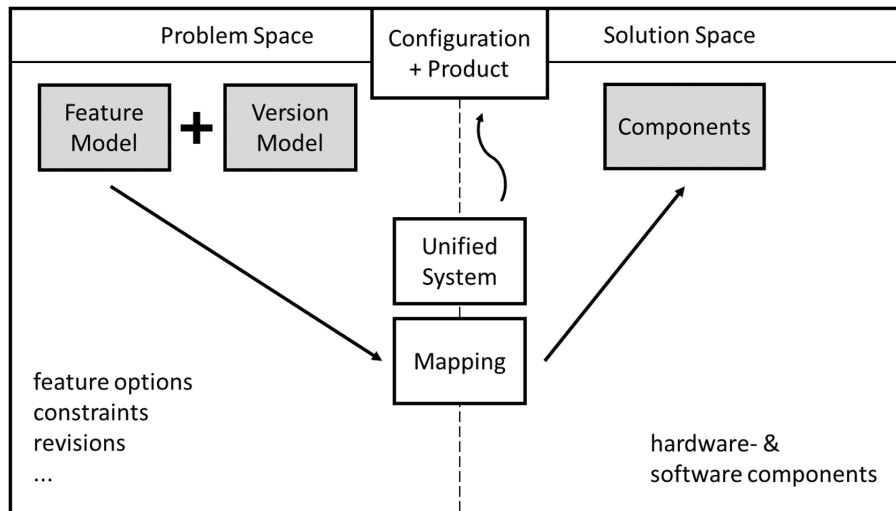 Problem Space
Configuration
+ Product
Solution Space
Feature
Model
+
Version
Model
Components
Unified
System
Mapping
feature options
constraints
revisions
...
hardware- &
software components